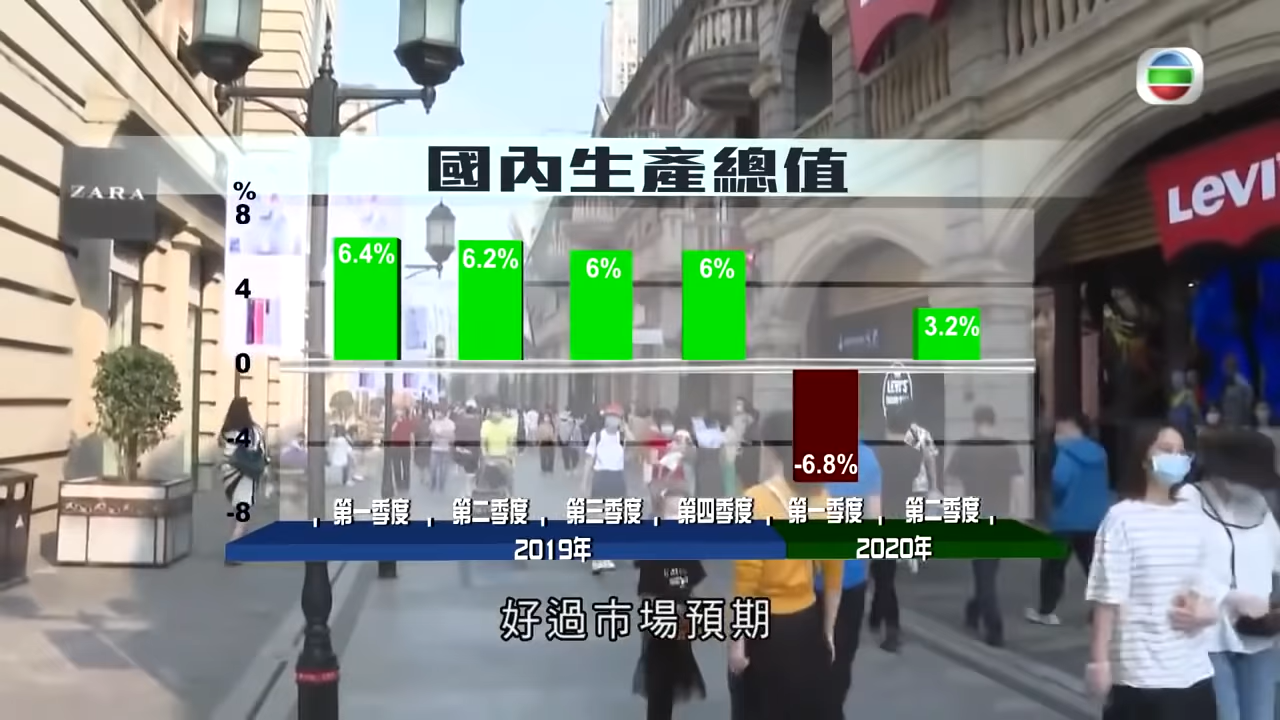 國內生產總值
ZARA
LEVI
%
8
4
0
-4
-8
6.4%
6.2%
6%
6%
-6.8%
3.2%
LEVI'S
第一季度
第二季度
第三季度
第四季度
第一季度
第二季度
2019年
2020年
好過市場預期